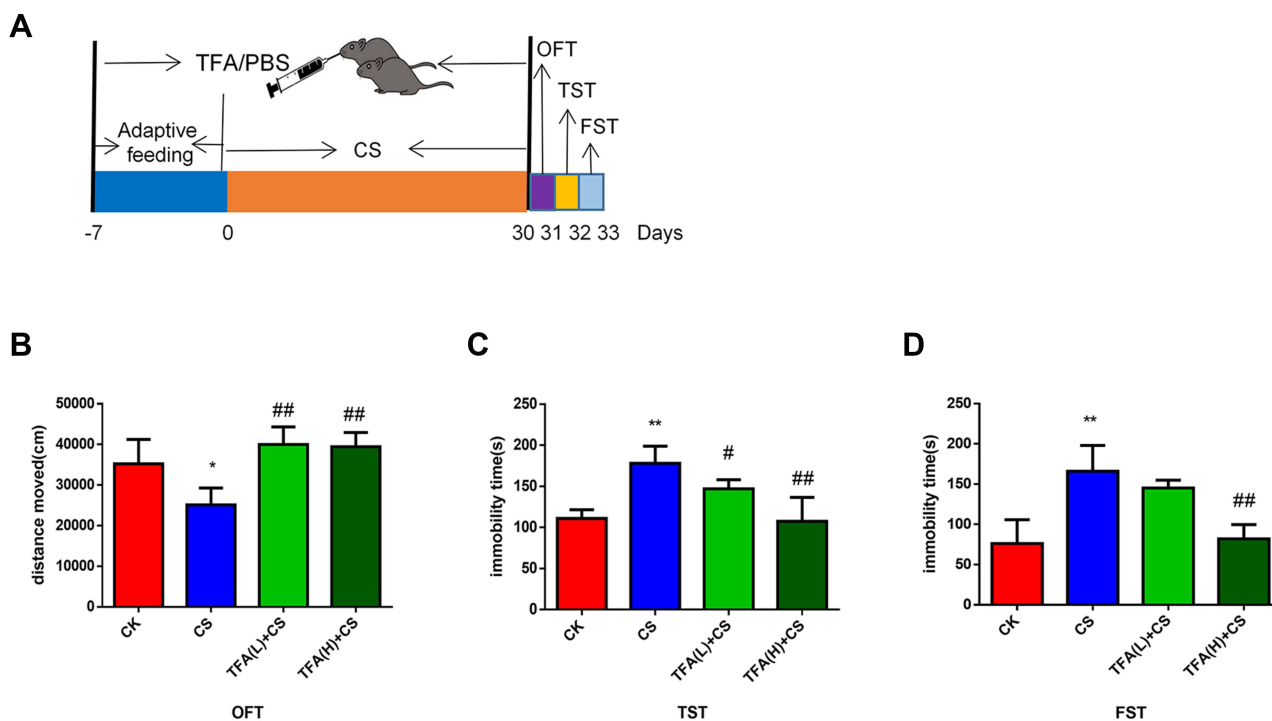 A
TFA/PBS
OFT
TST
FST
Adaptive
feeding
CS
-7 0 30 31 32 33 Days
B
##
##
*
50000
40000
30000
20000
10000
0
distance moved(cm)
CK
CS
TFA(L)+CS
TFA(H)+CS
OFT
C
**
#
##
250
200
150
100
50
0
immobility time(s)
CK
CS
TFA(L)+CS
TFA(H)+CS
TST
D
**
##
250
200
150
100
50
0
immobility time(s)
CK
CS
TFA(L)+CS
TFA(H)+CS
FST